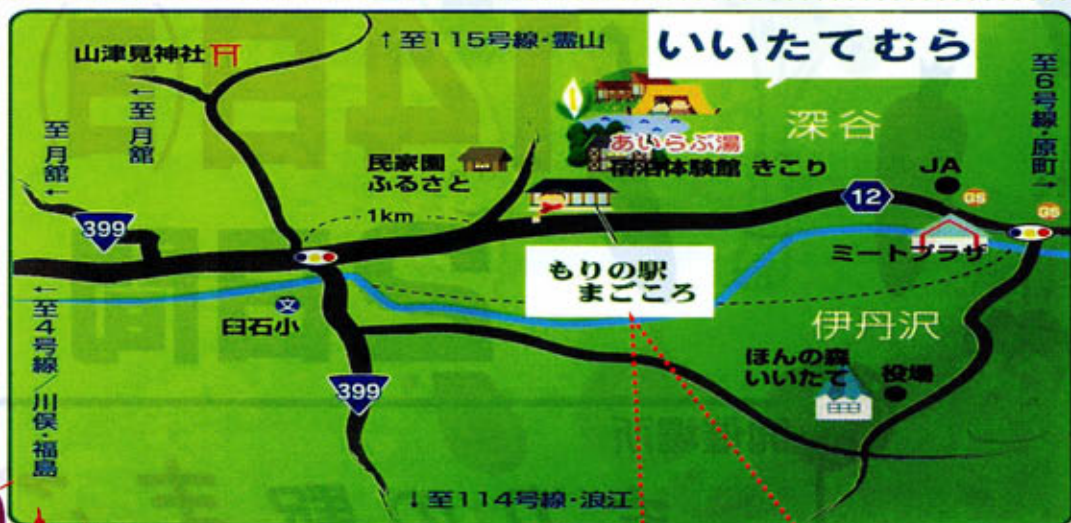 いいたてむら
↑至115号線・霊山
山津見神社
←至月舘
至月舘←
至6号線・原町→
深谷
あいらぶ湯
宿泊体験館 きこり
民家園
ふるさと
JA
GS
GS
12
1km
399
ミートプラザ
もりの駅
まごころ
伊丹沢
文
臼石小
ほんの森
いいたて
役場
399
←至4号線/川俣・福島
↓至114号線・浪江